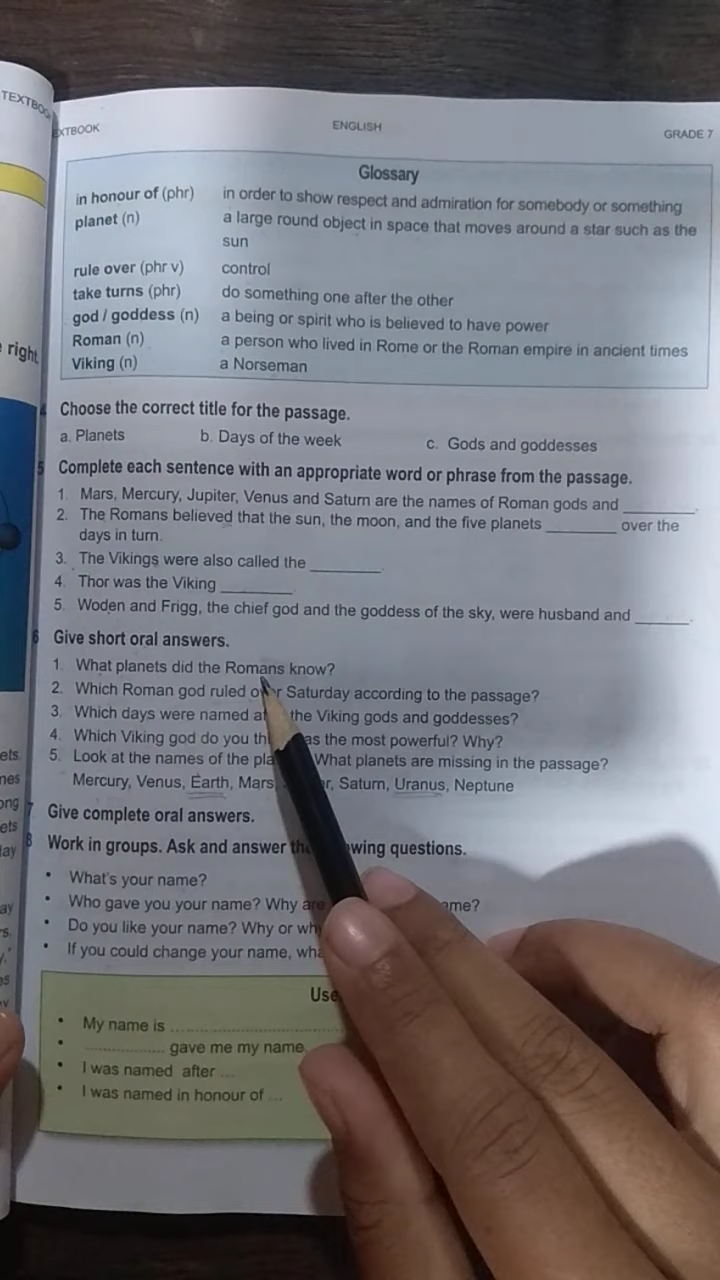 TEXTBOOK
EXTBOOK ENGLISH GRADE 7
Glossary
in honour of (phr) in order to show respect and admiration for somebody or something
planet (n) a large round object in space that moves around a star such as the
sun
rule over (phr v) control
take turns (phr) do something one after the other
god / goddess (n) a being or spirit who is believed to have power
Roman (n) a person who lived in Rome or the Roman empire in ancient times
Viking (n) a Norseman
right
4 Choose the correct title for the passage.
a. Planets b. Days of the week c. Gods and goddesses
5 Complete each sentence with an appropriate word or phrase from the passage.
1. Mars, Mercury, Jupiter, Venus and Saturn are the names of Roman gods and ________.
2. The Romans believed that the sun, the moon, and the five planets ________ over the
days in turn.
3. The Vikings were also called the ________.
4. Thor was the Viking ________
5. Woden and Frigg, the chief god and the goddess of the sky, were husband and ______.
6 Give short oral answers.
1. What planets did the Romans know?
2. Which Roman god ruled over Saturday according to the passage?
3. Which days were named the Viking gods and goddesses?
4. Which Viking god do you as the most powerful? Why?
5. Look at the names of the What planets are missing in the passage?
Mercury, Venus, Earth, Mars, Saturn, Uranus, Neptune
7 Give complete oral answers.
8 Work in groups. Ask and answer questions.
• What's your name?
• Who gave you your name? Why
• Do you like your name? Why or
• If you could change your name,
My name is ..........
• .......... gave me my name
• I was named after ...
• I was named in honour of ...